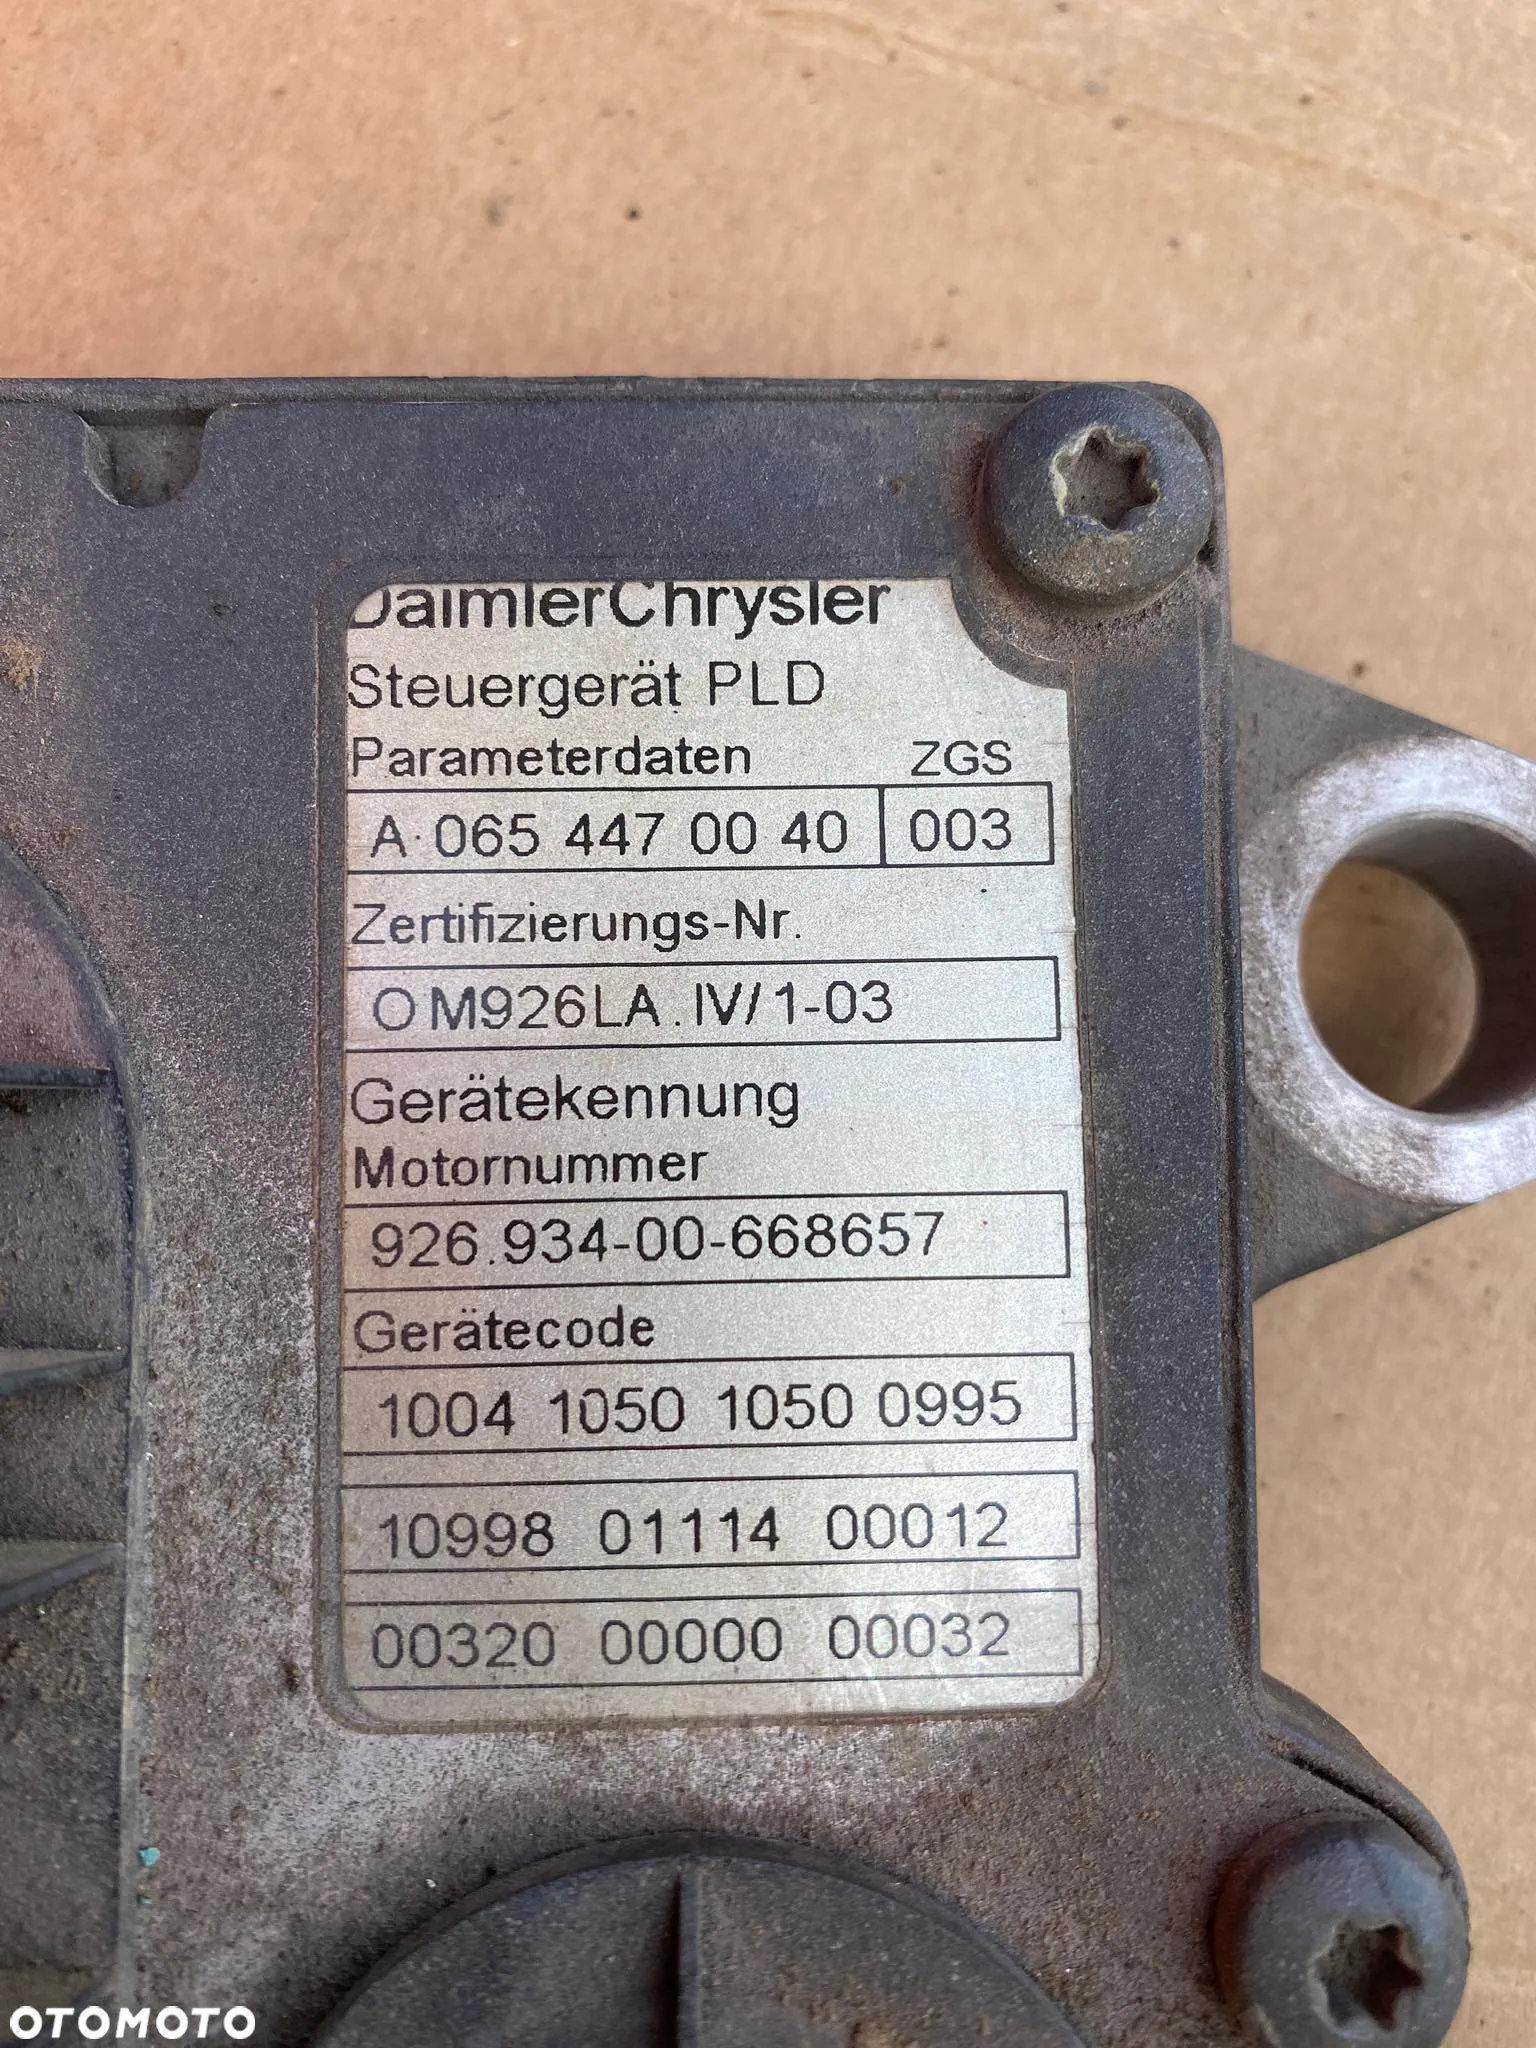 DaimlerChrysler
Steuergerät PLD
Parameterdaten ZGS
A 065 447 00 40 003
Zertifizierungs-Nr.
OM926LA.IV/1-03
Gerätekennung
Motornummer
926.934-00-668657
Gerätecode
1004 1050 1050 0995
10998 01114 00012
00320 00000 00032
OTOMOTO